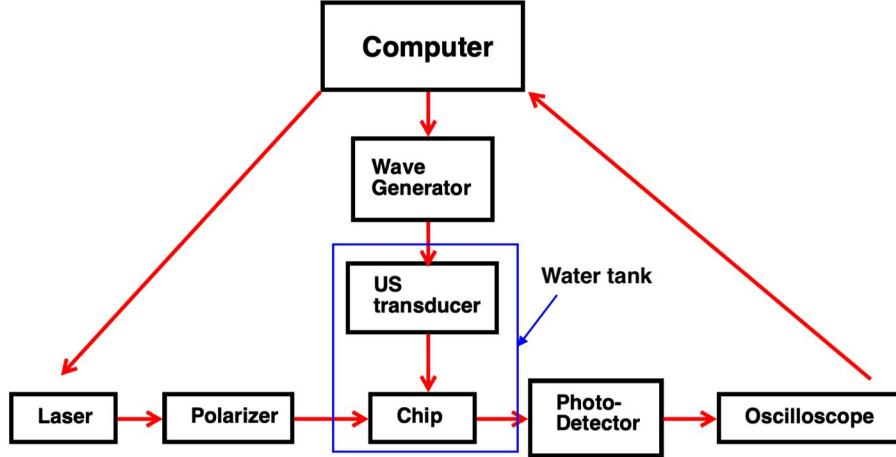 Computer
Wave
Generator
US
transducer
Water tank
Laser
Polarizer
Chip
Photo-
Detector
Oscilloscope